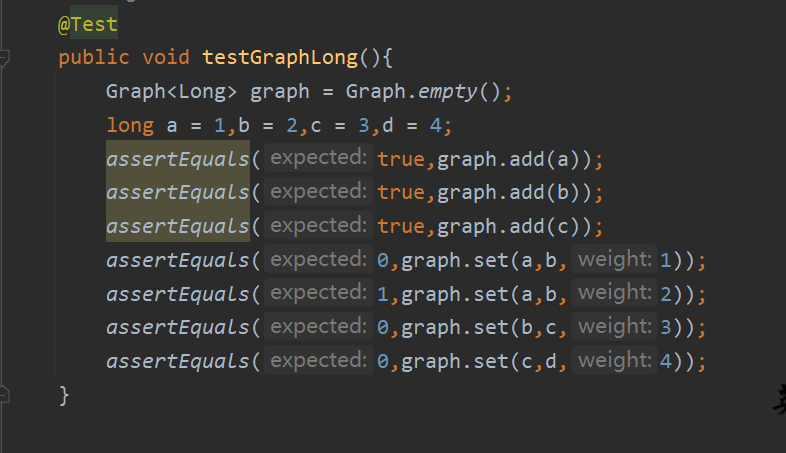 @Test
public void testGraphLong(){
Graph<Long> graph = Graph.empty();
long a = 1,b = 2,c = 3,d = 4;
assertEquals( expected: true,graph.add(a));
assertEquals( expected: true,graph.add(b));
assertEquals( expected: true,graph.add(c));
assertEquals( expected: 0,graph.set(a,b, weight: 1));
assertEquals( expected: 1,graph.set(a,b, weight: 2));
assertEquals( expected: 0,graph.set(b,c, weight: 3));
assertEquals( expected: 0,graph.set(c,d, weight: 4));
}